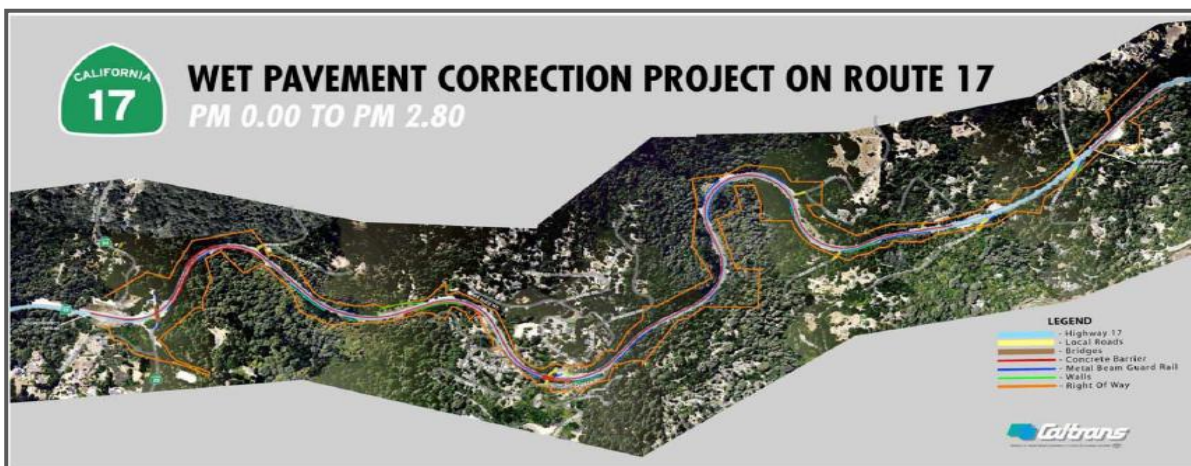 CALIFORNIA
17
WET PAVEMENT CORRECTION PROJECT ON ROUTE 17
PM 0.00 TO PM 2.80
LEGEND
- Highway 17
- Local Roads
- Bridges
- Concrete Barrier
- Metal Beam Guard Rail
- Walls
- Right Of Way
Caltrans